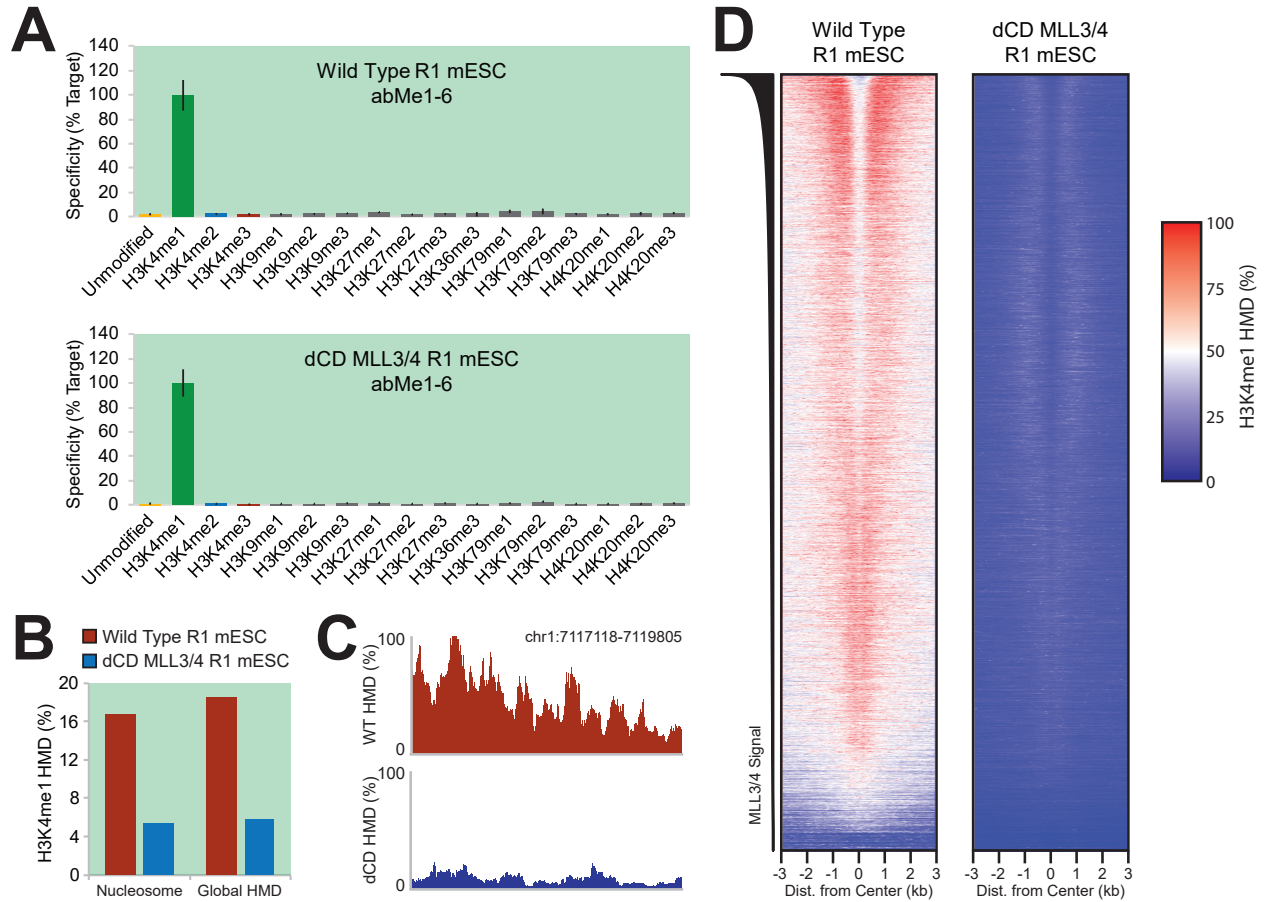 A
140
120
100
80
60
40
20
0
Specificity (% Target)
Wild Type R1 mESC
abMe1-6
Unmodified
H3K4me1
H3K4me2
H3K4me3
H3K9me1
H3K9me2
H3K9me3
H3K27me1
H3K27me2
H3K27me3
H3K36me3
H3K79me1
H3K79me2
H3K79me3
H4K20me1
H4K20me2
H4K20me3
140
120
100
80
60
40
20
0
Specificity (% Target)
dCD MLL3/4 R1 mESC
abMe1-6
Unmodified
H3K4me1
H3K4me2
H3K4me3
H3K9me1
H3K9me2
H3K9me3
H3K27me1
H3K27me2
H3K27me3
H3K36me3
H3K79me1
H3K79me2
H3K79me3
H4K20me1
H4K20me2
H4K20me3
B
Wild Type R1 mESC
dCD MLL3/4 R1 mESC
20
16
12
8
4
0
H3K4me1 HMD (%)
Nucleosome
Global HMD
C
100
0
WT HMD (%)
chr1:7117118-7119805
100
0
dCD HMD (%)
D
Wild Type
R1 mESC
dCD MLL3/4
R1 mESC
MLL3/4 Signal
-3 -2 -1 0 1 2 3
Dist. from Center (kb)
-3 -2 -1 0 1 2 3
Dist. from Center (kb)
100
75
50
25
0
H3K4me1 HMD (%)